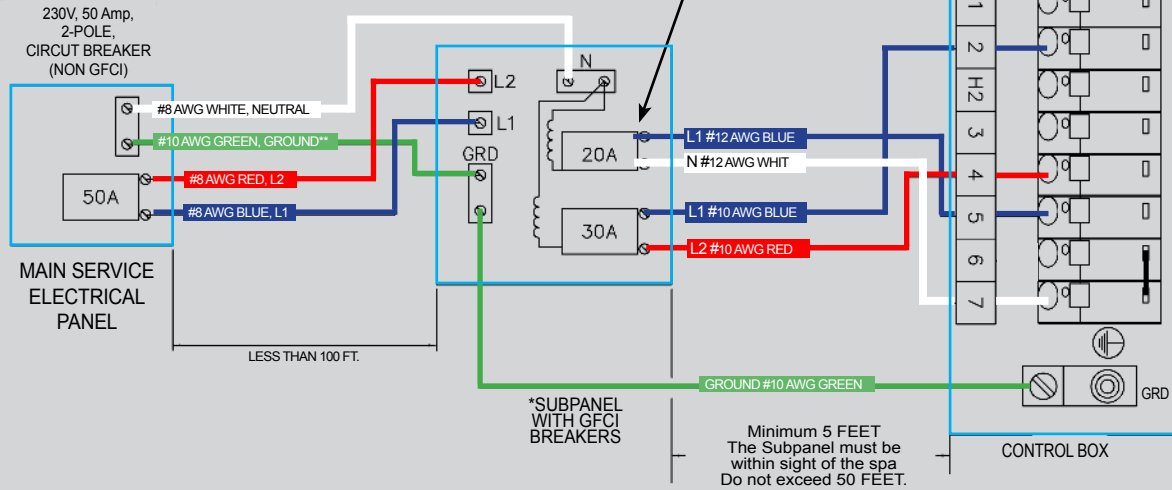 230V, 50 Amp,
2-POLE,
CIRCUT BREAKER
(NON GFCI)
#8 AWG WHITE, NEUTRAL
#10 AWG GREEN, GROUND**
50A
#8 AWG RED, L2
#8 AWG BLUE, L1
MAIN SERVICE
ELECTRICAL
PANEL
LESS THAN 100 FT.
L2
N
L1
GRD
20A
30A
L1 #12 AWG BLUE
N #12 AWG WHIT
L1 #10 AWG BLUE
L2 #10 AWG RED
*SUBPANEL
WITH GFCI
BREAKERS
GROUND #10 AWG GREEN
Minimum 5 FEET
The Subpanel must be
within sight of the spa
Do not exceed 50 FEET.
1
2
H2
3
4
5
6
7
GRD
CONTROL BOX